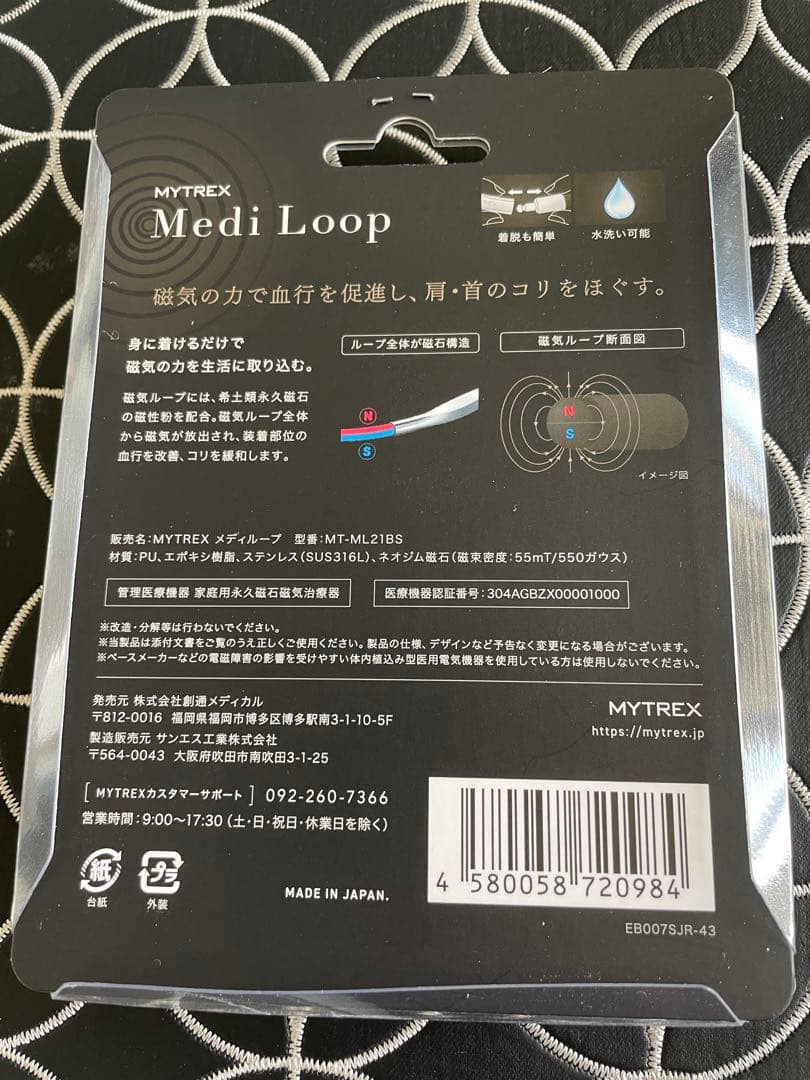 MYTREX
Medi Loop
着脱も簡単
水洗い可能
磁気の力で血行を促進し、肩・首のコリをほぐす。
身に着けるだけで
磁気の力を生活に取り込む。
磁気ループには、希土類永久磁石
の磁性粉を配合。磁気ループ全体
から磁気が放出され、装着部位の
血行を改善、コリを緩和します。
ループ全体が磁石構造
N
S
磁気ループ断面図
N
S
イメージ図
販売名:MYTREX メディループ 型番:MT-ML21BS
材質:PU、エポキシ樹脂、ステンレス(SUS316L)、ネオジム磁石(磁束密度:55mT/550ガウス)
管理医療機器 家庭用永久磁石磁気治療器
医療機器認証番号:304AGBZX00001000
※改造・分解等は行わないでください。
※当製品は添付文書をご覧のうえ正しくご使用ください。製品の仕様、デザインなど予告なく変更になる場合がございます。
※ペースメーカーなどの電磁障害の影響を受けやすい体内植込み型医用電気機器を使用している方は使用しないでください。
発売元 株式会社創通メディカル
〒812-0016 福岡県福岡市博多区博多駅南3-1-10-5F
製造販売元 サンエス工業株式会社
〒564-0043 大阪府吹田市南吹田3-1-25
MYTREX
https://mytrex.jp
[ MYTREXカスタマーサポート ] 092-260-7366
営業時間:9:00〜17:30(土・日・祝日・休業日を除く)
紙
台紙
プラ
外装
MADE IN JAPAN.
4 580058 720984
EB007SJR-43